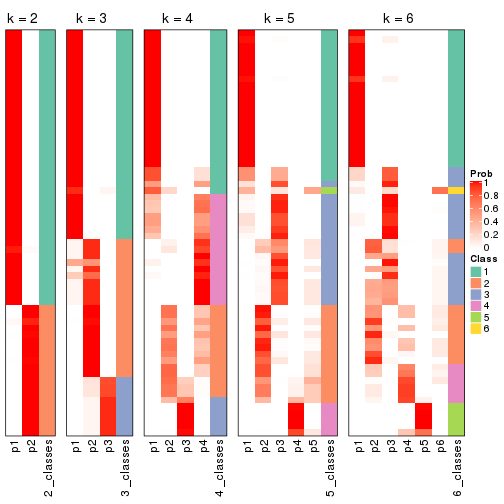 k = 2
k = 3
k = 4
k = 5
k = 6
Prob
1
0.8
0.6
0.4
0.2
0
Class
1
2
3
4
5
6
p1
p2
2_classes
p1
p2
p3
3_classes
p1
p2
p3
p4
4_classes
p1
p2
p3
p4
p5
5_classes
p1
p2
p3
p4
p5
p6
6_classes